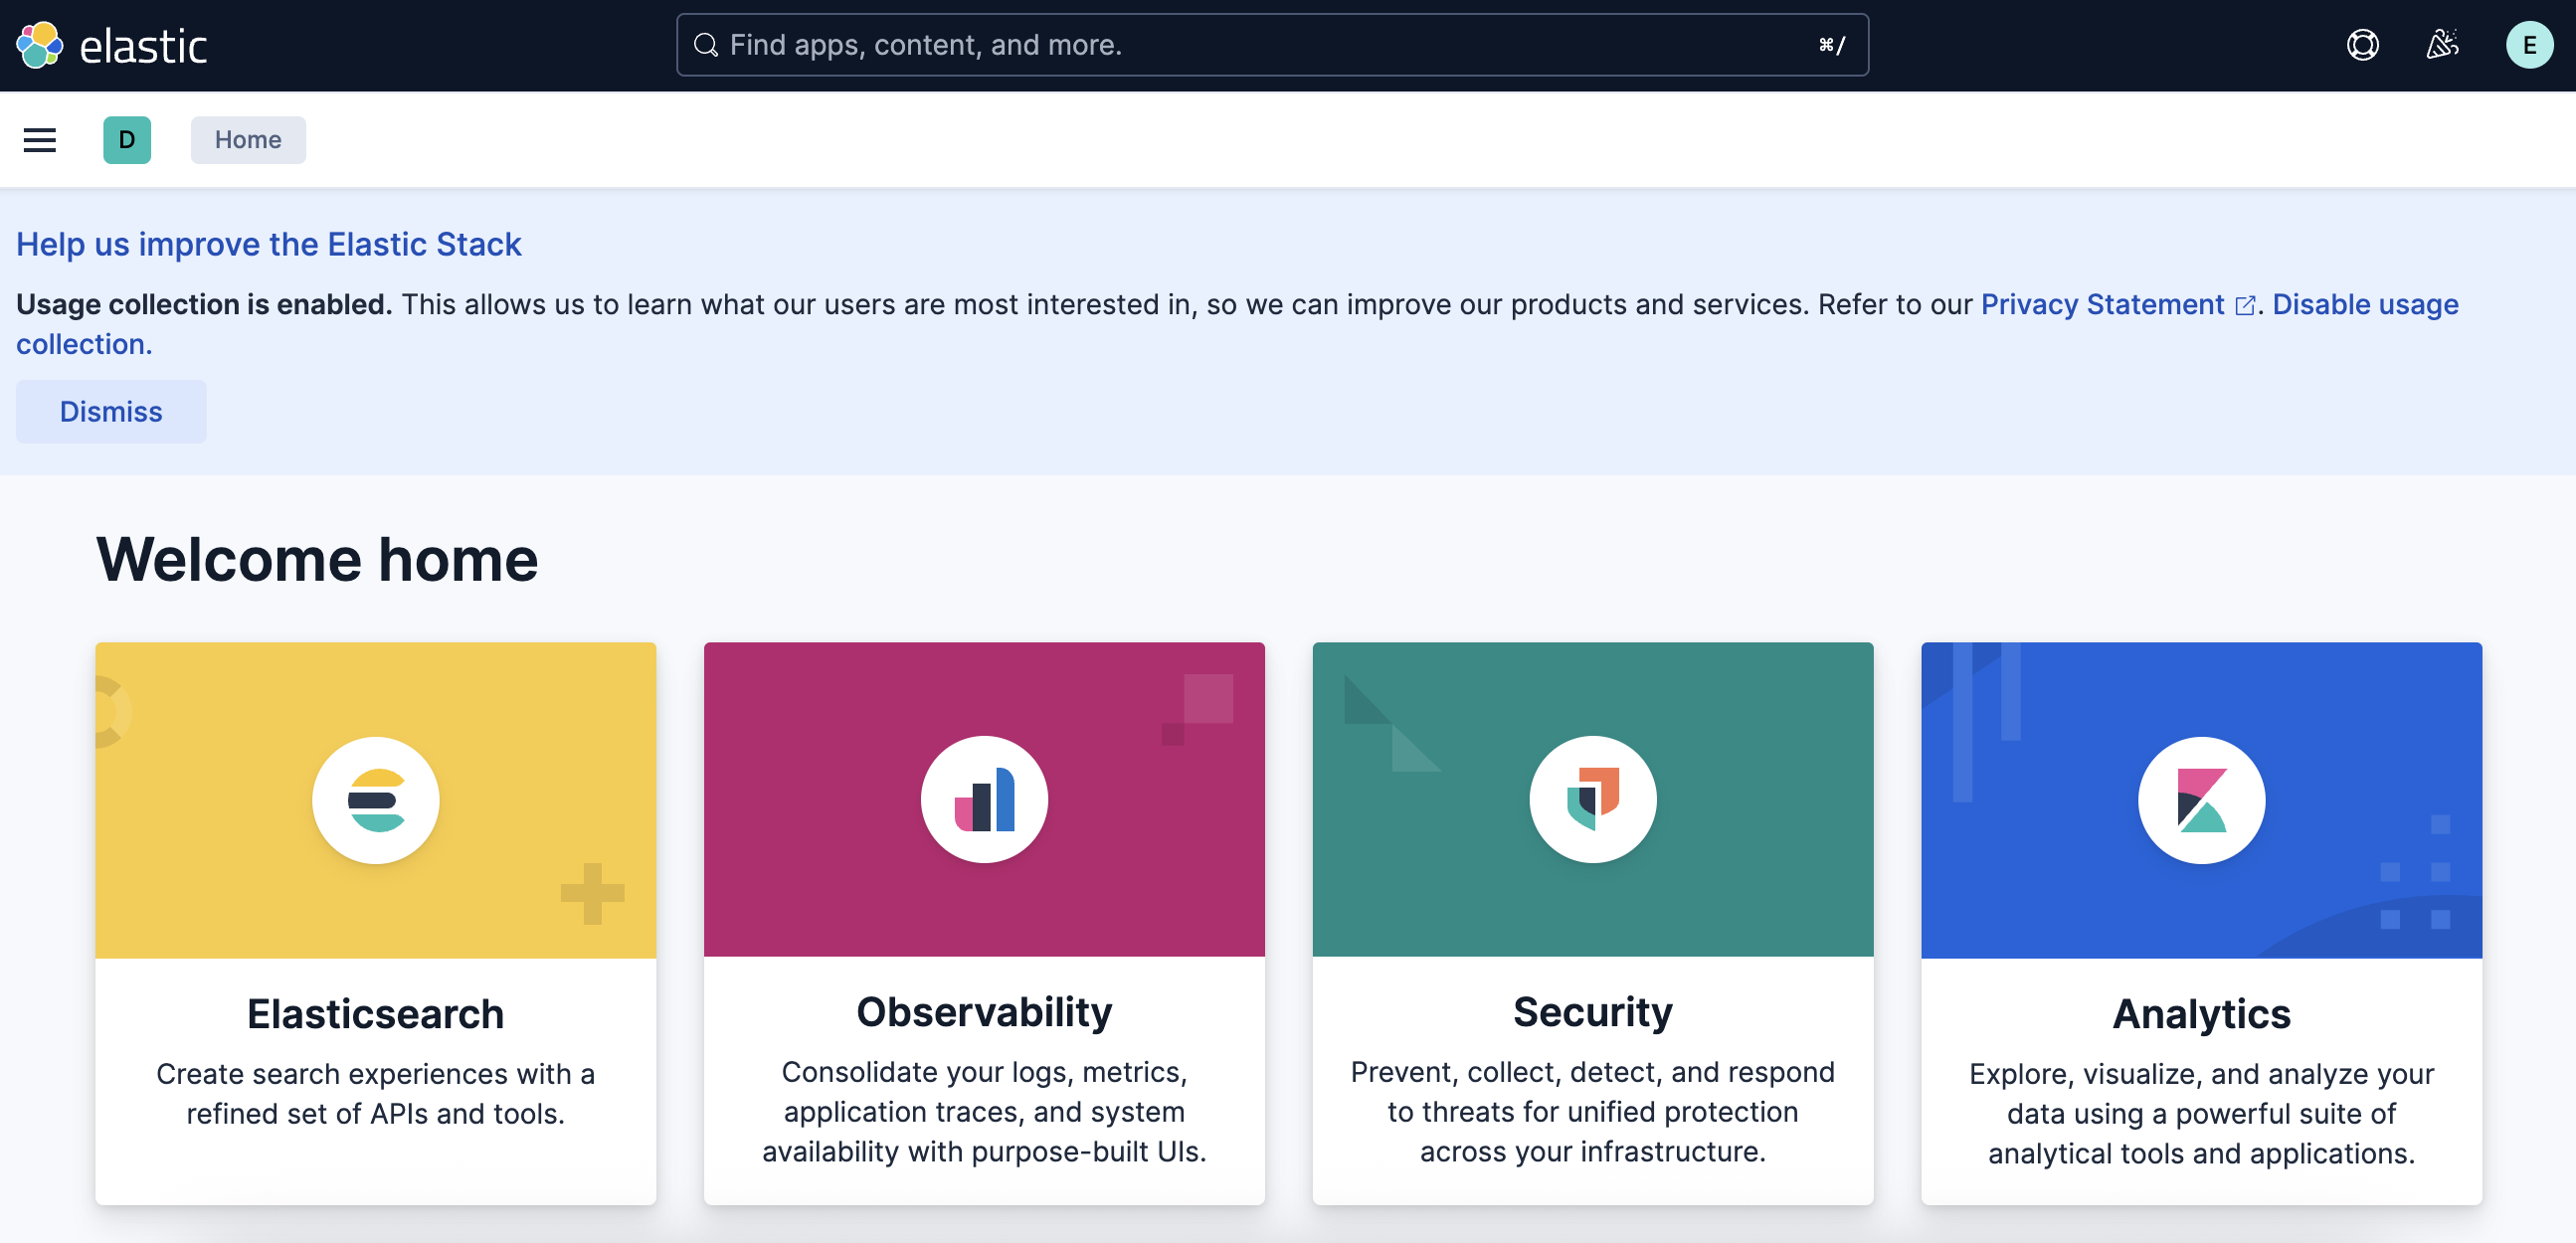 elastic
Find apps, content, and more.
⌘/
E
D
Home
Help us improve the Elastic Stack
Usage collection is enabled. This allows us to learn what our users are most interested in, so we can improve our products and services. Refer to our Privacy Statement. Disable usage
collection.
Dismiss
Welcome home
Elasticsearch
Create search experiences with a
refined set of APIs and tools.
Observability
Consolidate your logs, metrics,
application traces, and system
availability with purpose-built UIs.
Security
Prevent, collect, detect, and respond
to threats for unified protection
across your infrastructure.
Analytics
Explore, visualize, and analyze your
data using a powerful suite of
analytical tools and applications.